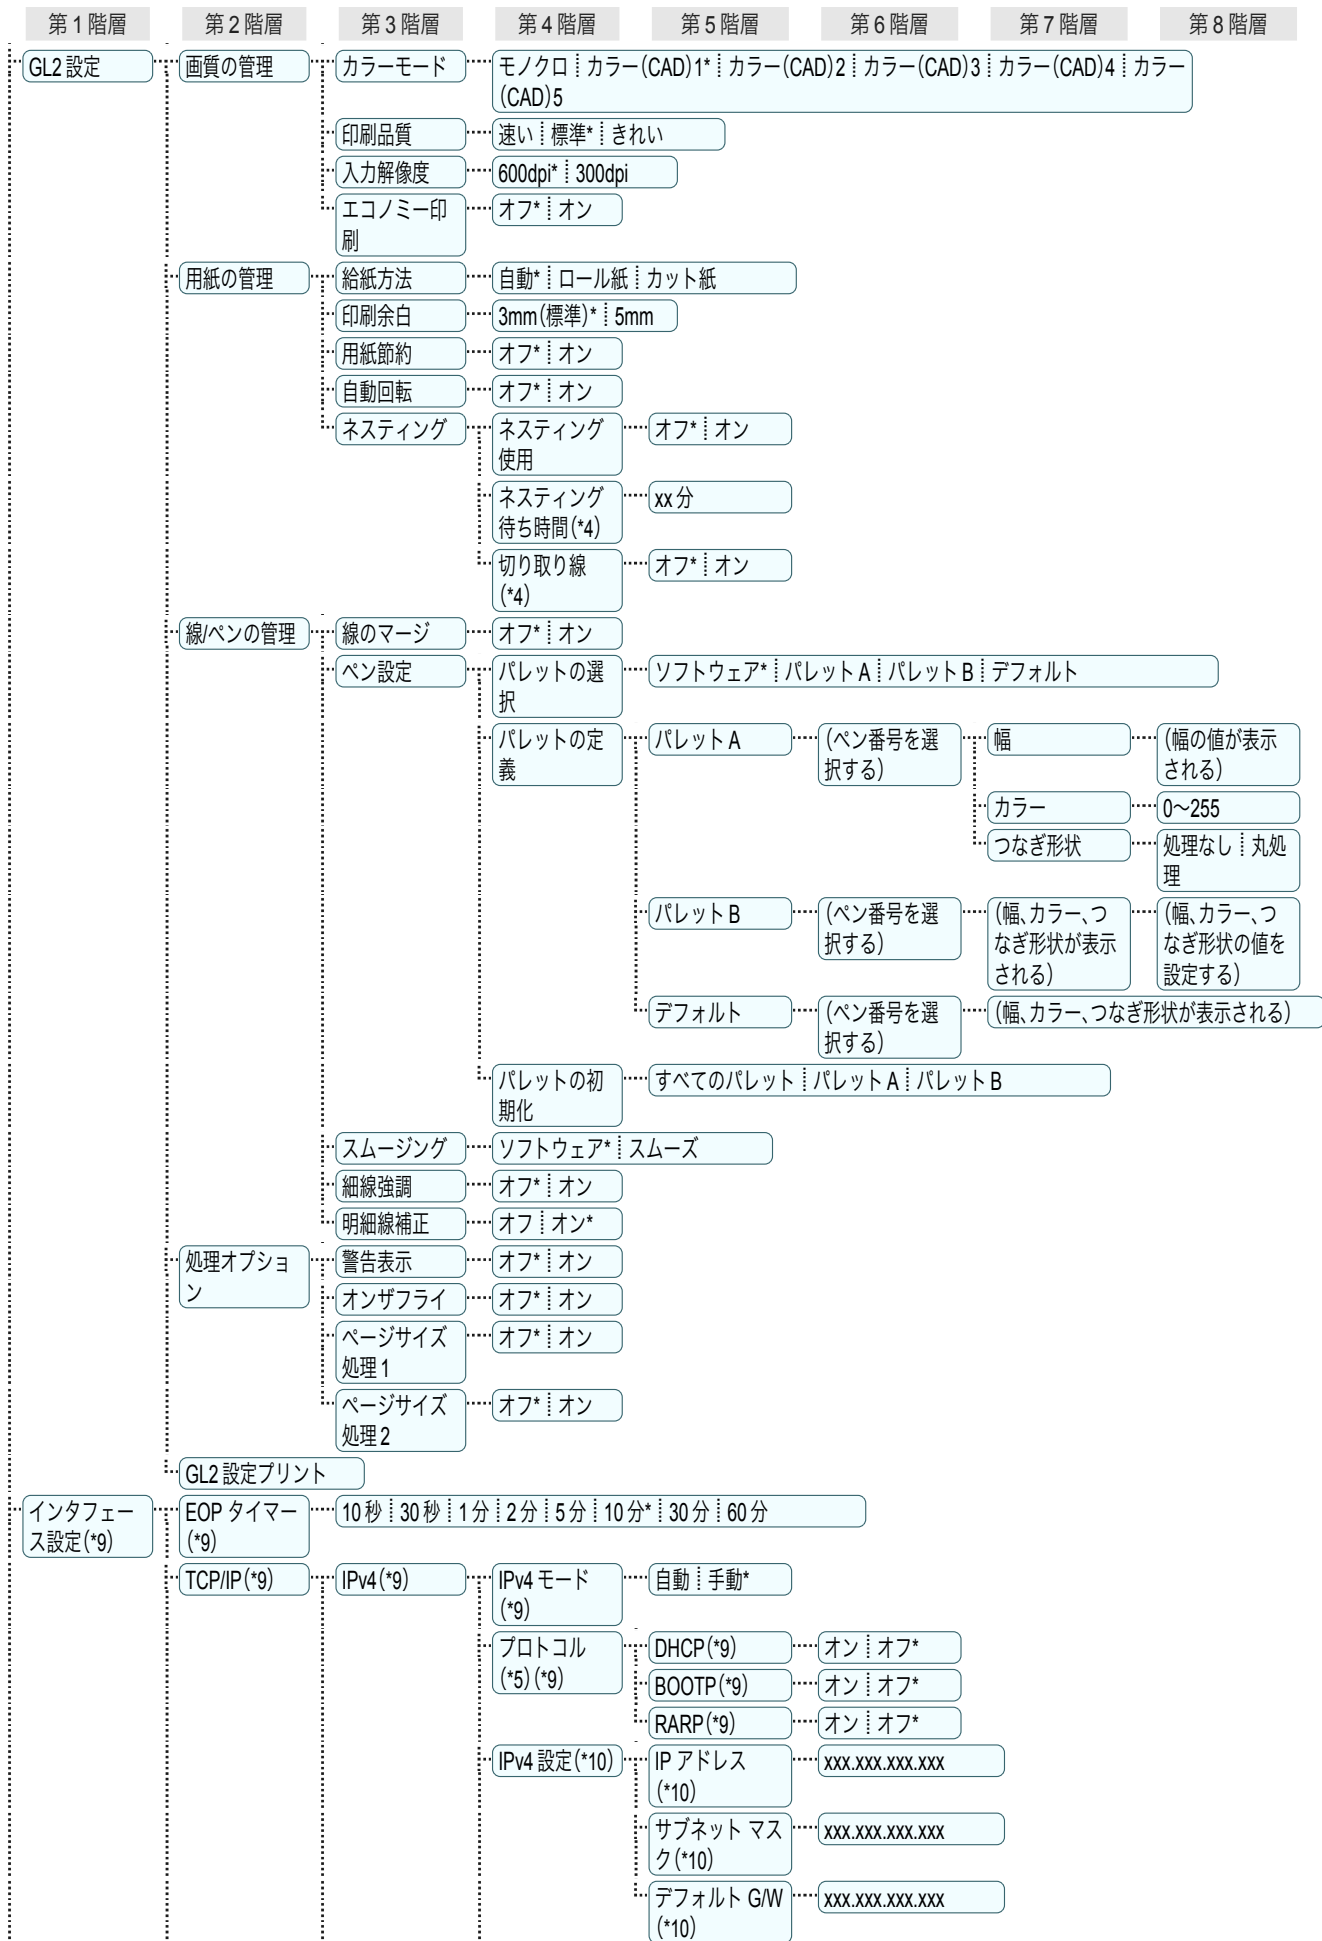 第 1 階層 第 2 階層 第 3 階層 第 4 階層 第 5 階層 第 6 階層 第 7 階層 第 8 階層
GL2 設定 画質の管理 カラーモード モノクロ┊カラー(CAD)1*┊カラー(CAD)2┊カラー(CAD)3┊カラー(CAD)4┊カラー
(CAD)5
印刷品質 速い┊標準*┊きれい
入力解像度 600dpi*┊300dpi
エコノミー印 オフ*┊オン
刷
用紙の管理 給紙方法 自動*┊ロール紙┊カット紙
印刷余白 3mm(標準)*┊5mm
用紙節約 オフ*┊オン
自動回転 オフ*┊オン
ネスティング ネスティング オフ*┊オン
使用
ネスティング xx 分
待ち時間(*4)
切り取り線 オフ*┊オン
(*4)
線/ペンの管理 線のマージ オフ*┊オン
ペン設定 パレットの選 ソフトウェア*┊パレット A┊パレット B┊デフォルト
択
パレットの定 パレット A (ペン番号を選 幅 (幅の値が表示
義 択する) される)
カラー 0～255
つなぎ形状 処理なし┊丸処
理
パレット B (ペン番号を選 (幅、カラー、つ (幅、カラー、つ
択する) なぎ形状が表示 なぎ形状の値を
される) 設定する)
デフォルト (ペン番号を選 (幅、カラー、つなぎ形状が表示される)
択する)
パレットの初 すべてのパレット┊パレット A┊パレット B
期化
スムージング ソフトウェア*┊スムーズ
細線強調 オフ*┊オン
明細線補正 オフ┊オン*
処理オプショ 警告表示 オフ*┊オン
ン
オンザフライ オフ*┊オン
ページサイズ オフ*┊オン
処理 1
ページサイズ オフ*┊オン
処理 2
GL2 設定プリント
インタフェー EOP タイマー 10 秒┊30 秒┊1 分┊2 分┊5 分┊10 分*┊30 分┊60 分
ス設定(*9) (*9)
TCP/IP(*9) IPv4(*9) IPv4 モード 自動┊手動*
(*9)
プロトコル DHCP(*9) オン┊オフ*
(*5)(*9) BOOTP(*9) オン┊オフ*
RARP(*9) オン┊オフ*
IPv4 設定(*10) IP アドレス xxx.xxx.xxx.xxx
(*10)
サブネット マス xxx.xxx.xxx.xxx
ク(*10)
デフォルト G/W xxx.xxx.xxx.xxx
(*10)